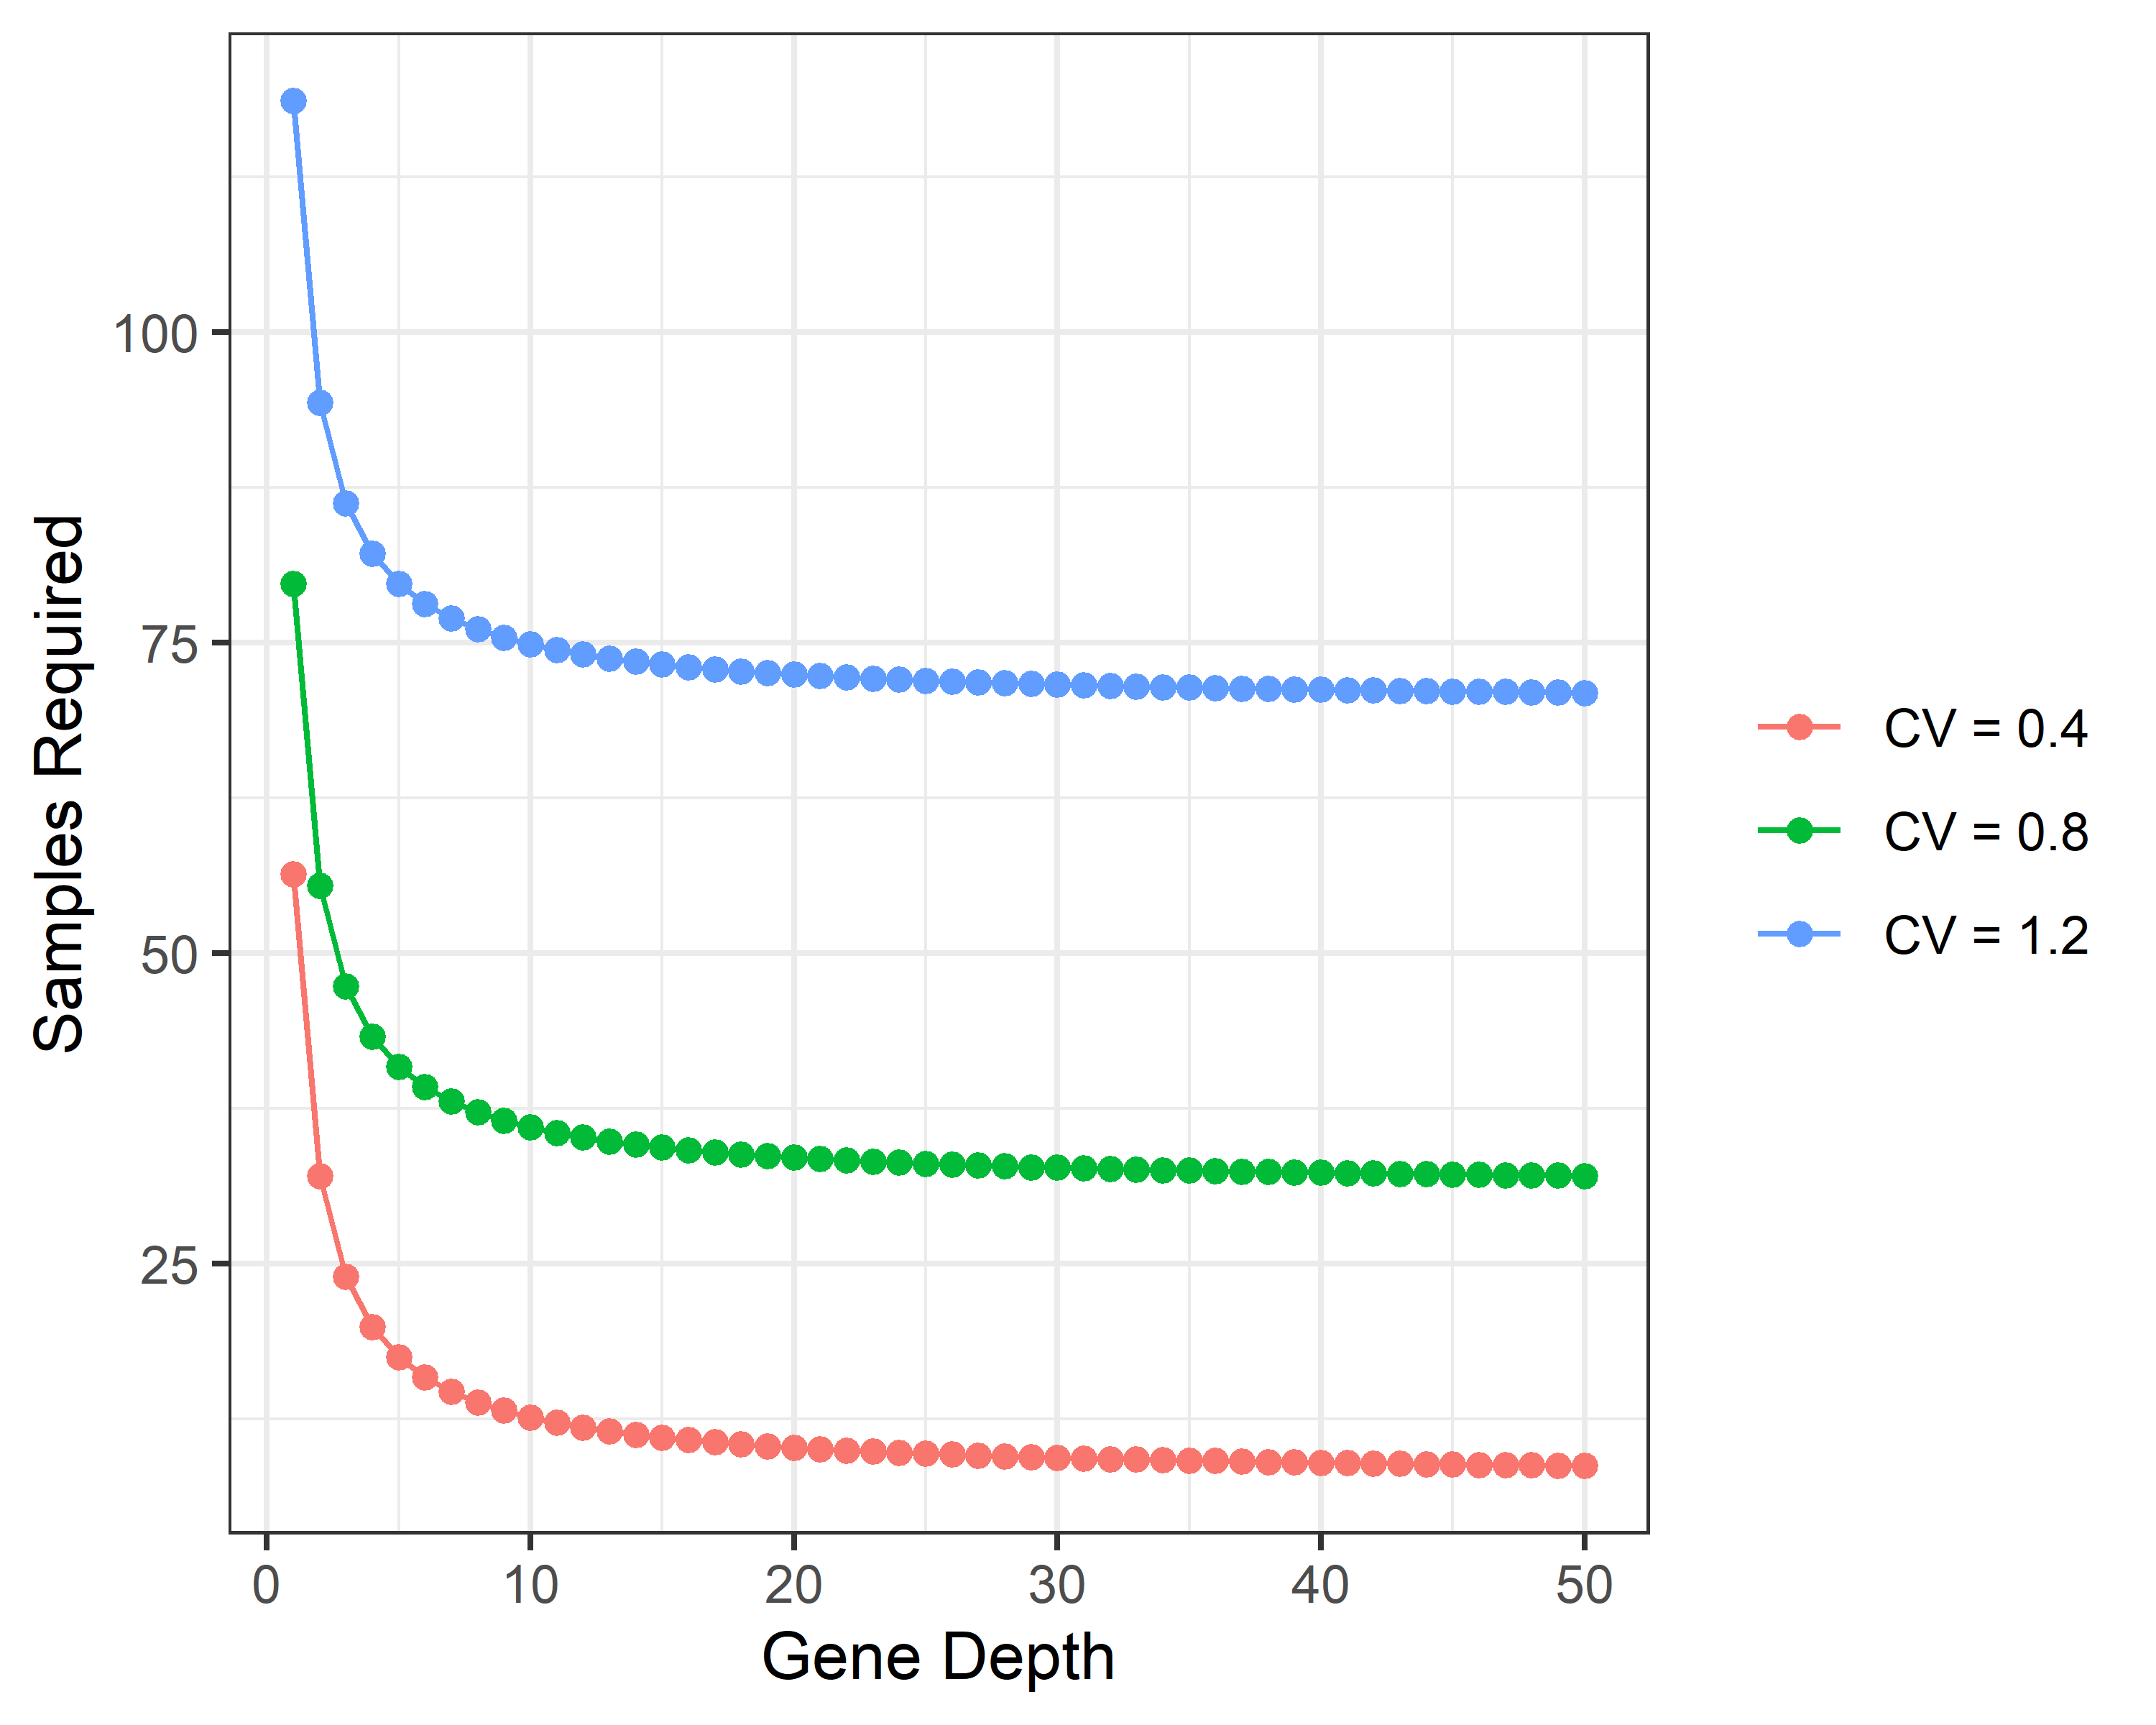 Samples Required
100
75
50
25
0 10 20 30 40 50
Gene Depth
CV = 0.4
CV = 0.8
CV = 1.2